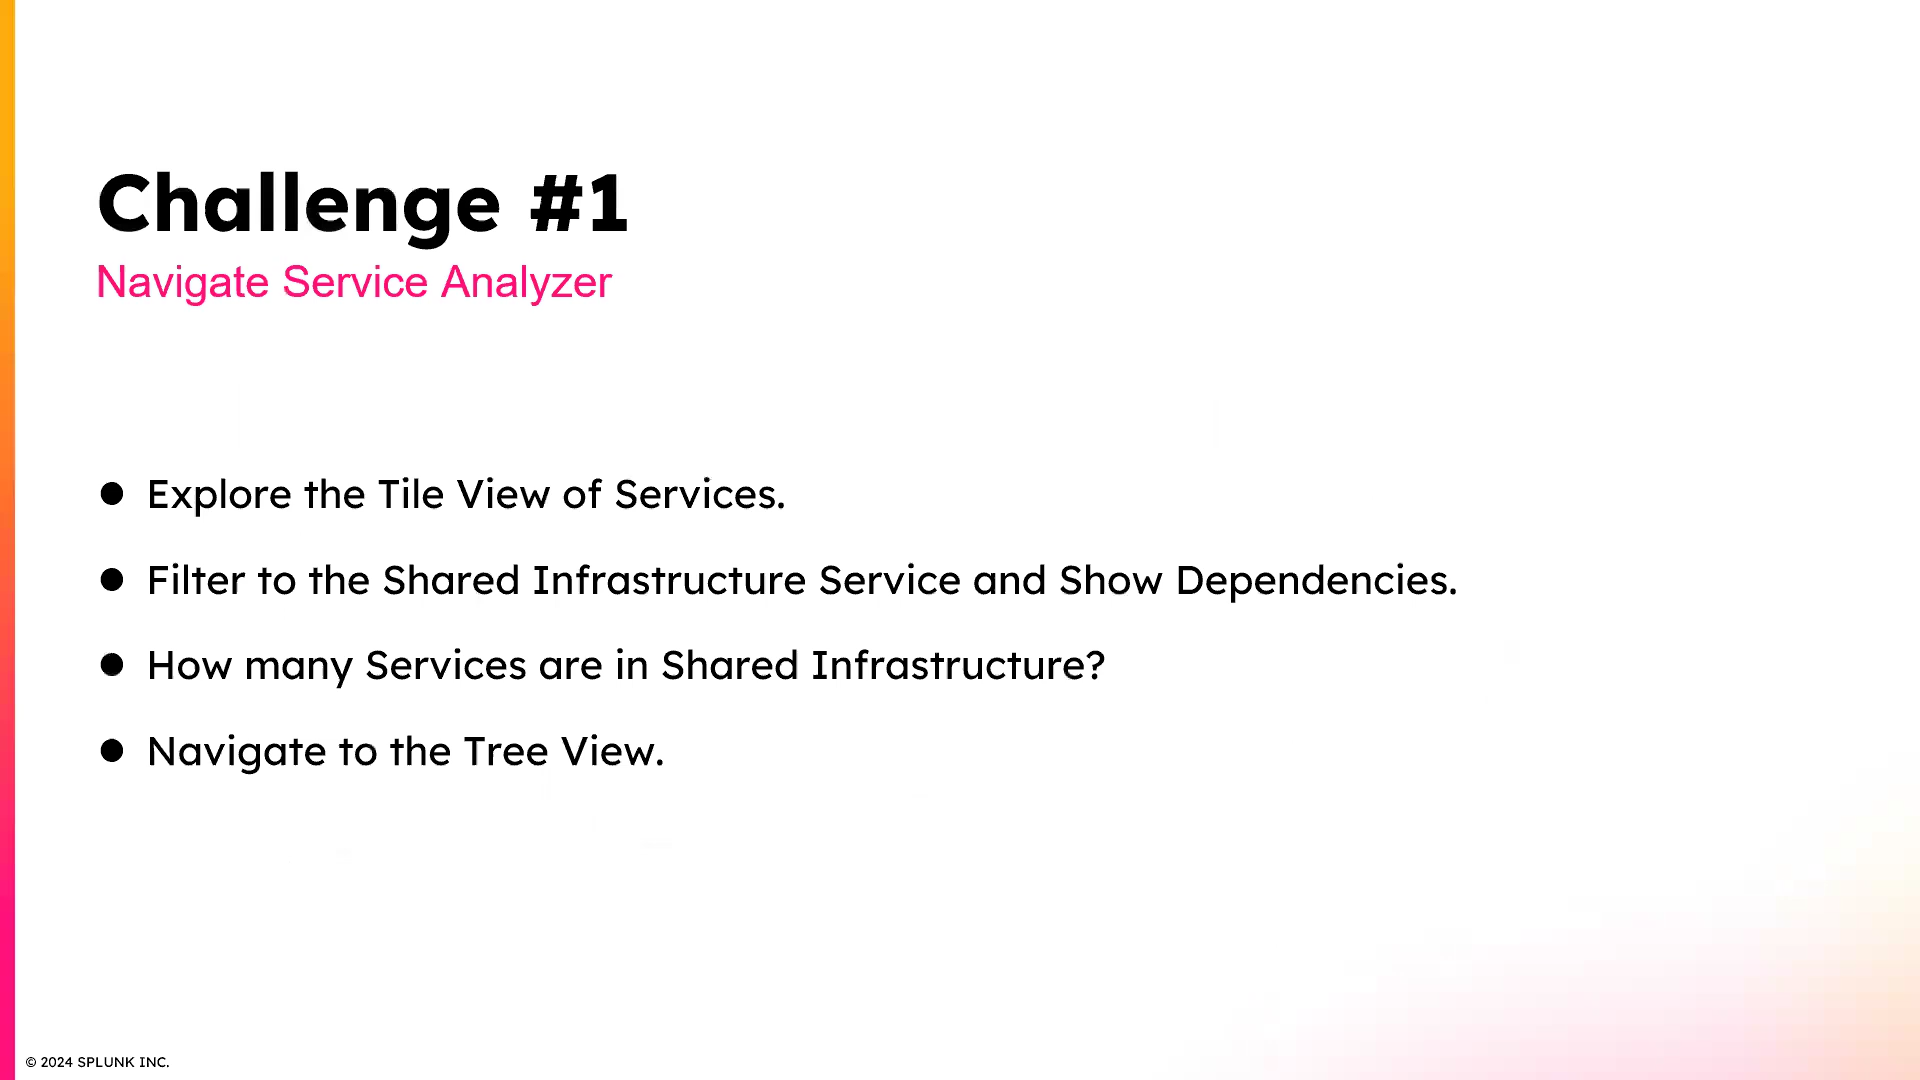 Challenge #1
Navigate Service Analyzer
● Explore the Tile View of Services.
● Filter to the Shared Infrastructure Service and Show Dependencies.
● How many Services are in Shared Infrastructure?
● Navigate to the Tree View.
© 2024 SPLUNK INC.